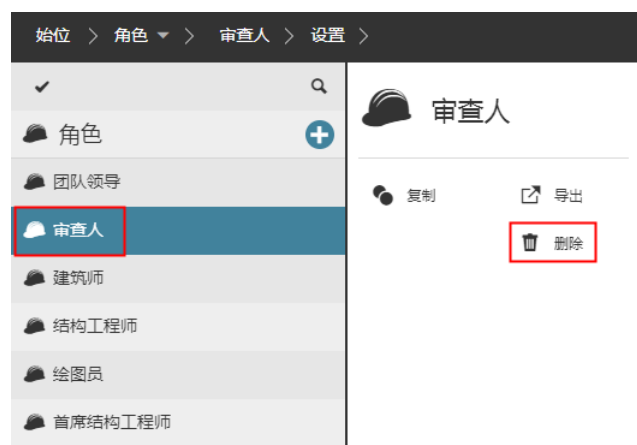 始位 > 角色 > 审查人 > 设置 >
角色
团队领导
审查人
建筑师
结构工程师
绘图员
首席结构工程师
审查人
复制
导出
删除